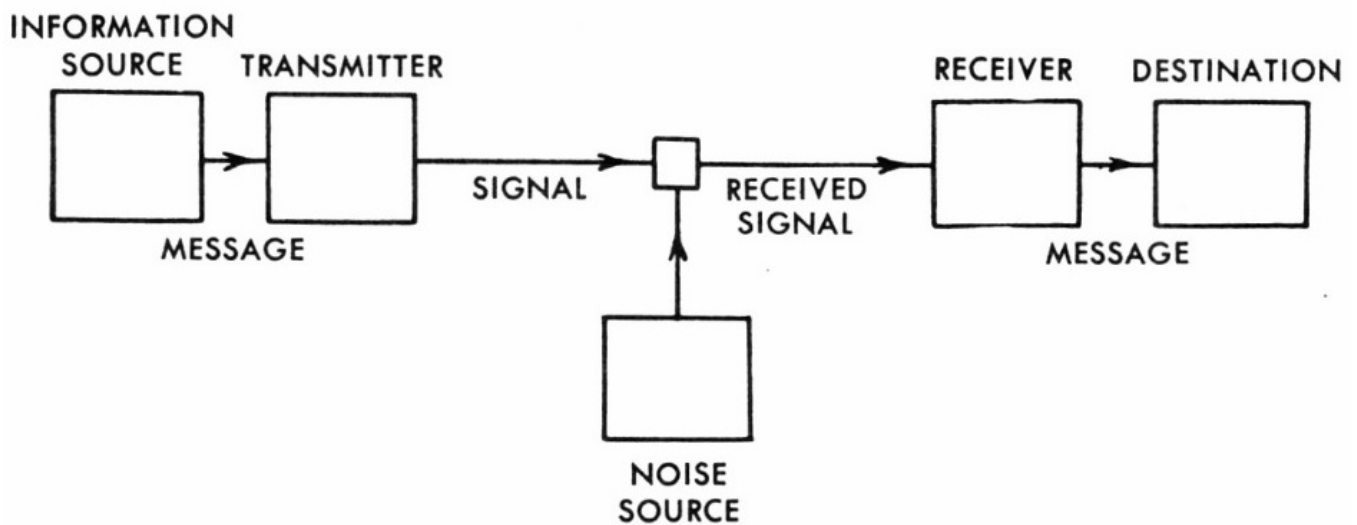 INFORMATION
SOURCE
TRANSMITTER
RECEIVER
DESTINATION
SIGNAL
RECEIVED
SIGNAL
MESSAGE
MESSAGE
NOISE
SOURCE